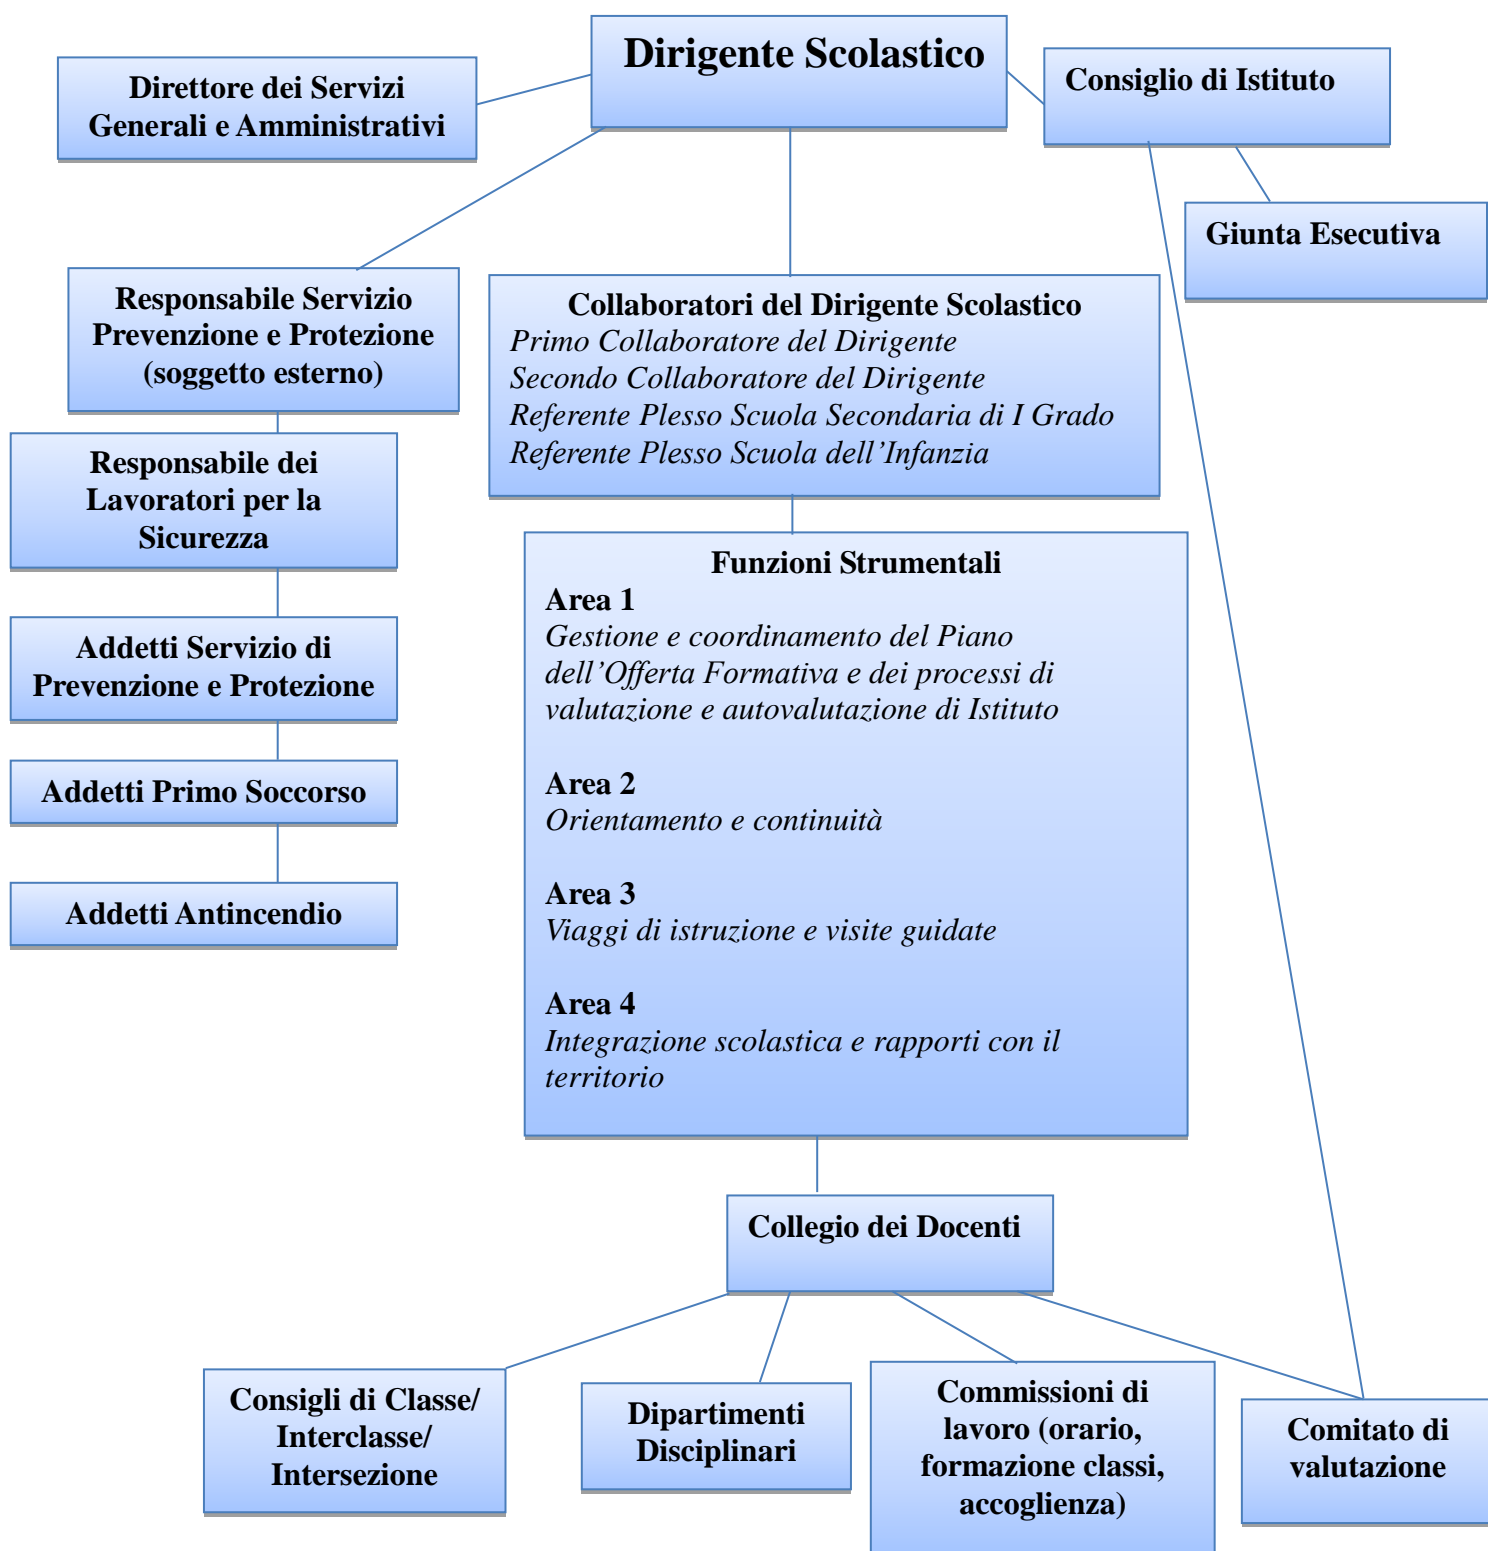 Dirigente Scolastico
Direttore dei Servizi
Generali e Amministrativi
Consiglio di Istituto
Giunta Esecutiva
Responsabile Servizio
Prevenzione e Protezione
(soggetto esterno)
Collaboratori del Dirigente Scolastico
Primo Collaboratore del Dirigente
Secondo Collaboratore del Dirigente
Referente Plesso Scuola Secondaria di I Grado
Referente Plesso Scuola dell’Infanzia
Responsabile dei
Lavoratori per la
Sicurezza
Addetti Servizio di
Prevenzione e Protezione
Addetti Primo Soccorso
Addetti Antincendio
Funzioni Strumentali
Area 1
Gestione e coordinamento del Piano
dell’Offerta Formativa e dei processi di
valutazione e autovalutazione di Istituto
Area 2
Orientamento e continuità
Area 3
Viaggi di istruzione e visite guidate
Area 4
Integrazione scolastica e rapporti con il
territorio
Collegio dei Docenti
Consigli di Classe/
Interclasse/
Intersezione
Dipartimenti
Disciplinari
Commissioni di
lavoro (orario,
formazione classi,
accoglienza)
Comitato di
valutazione